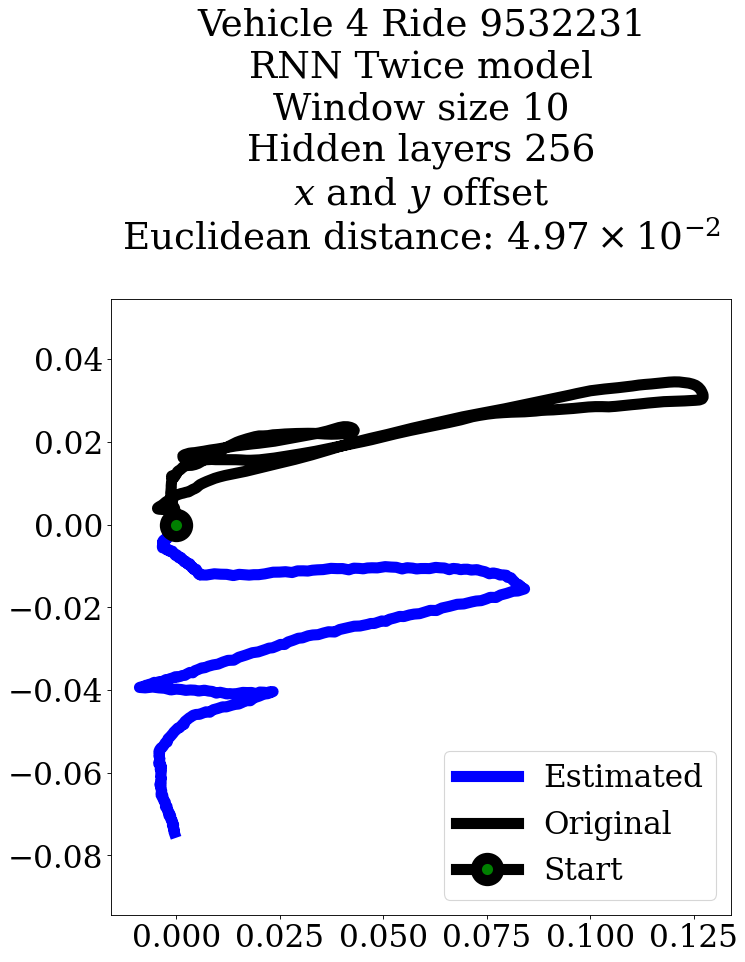 Vehicle 4 Ride 9532231
RNN Twice model
Window size 10
Hidden layers 256
x and y offset
Euclidean distance: 4.97 × 10⁻²
0.04
0.02
0.00
−0.02
−0.04
−0.06
−0.08
Estimated
Original
Start
0.000 0.025 0.050 0.075 0.100 0.125